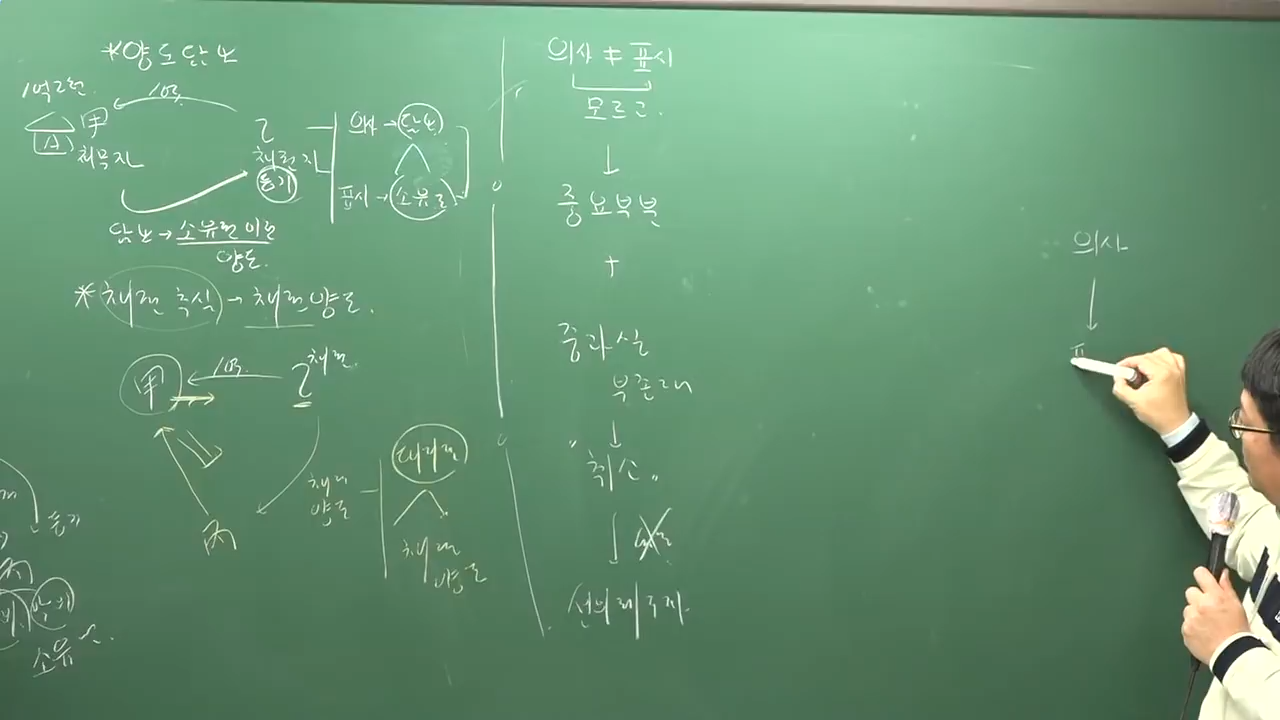 *양도담보
1억2천.
1억
甲
A
채무자
乙
채권자
등기
의사→담보
표시→소유권
담보→소유권이전
양도.
*채권 추심→채권양도.
甲
1억
乙
채권
丙
채권
양도
대리권
채권
양도
등기
丙
소유
의사≠표시
모르고.
↓
중요부분
+
중과실
부존재
↓
"취소"
↓
선의 제3자.
의사
↓
표